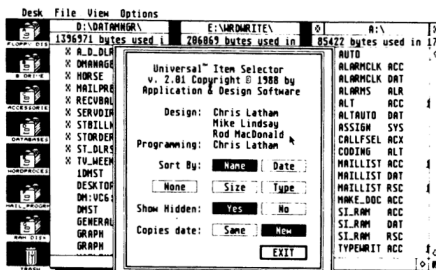 Desk File View Options
D:\DATAMNGR\
E:\WRDWRITE\
A:\
1396971 bytes used i
206869 bytes used in
85422 bytes used in 17
FLOPPY DIS
B DRIVE
ACCESSORIE
DATABASES
WORDPROCES
MAIL_PROGRM
RAM DISK
TRASH
A_D_DLR
DMANAGE
HORSE
MAILPRE
RECVBAL
SERVDIR
STBILLN
STORDER
ST_DLRS
TV_WEEK
1DMST
DESKTOP
DM:VC6:
DMST
GENERAL
GRAPH
GRAPH
Universal™ Item Selector
v. 2.01 Copyright © 1988 by
Application & Design Software
Design: Chris Latham
Mike Lindsay
Rod MacDonald
Programming: Chris Latham
Sort By: Name Date
None Size Type
Show Hidden: Yes No
Copies date: Same New
EXIT
AUTO
ALARMCLK ACC
ALARMCLK DAT
ALARMS ALR
ALT ACC
ALTAUTO DAT
ASSIGN SYS
CALLFSEL ACX
CODING ALT
MAILLIST ACC
MAILLIST DAT
MAILLIST RSC
MAKE_DOC ACC
SI_RAM ACC
SI_RAM DAT
SI_RAM RSC
TYPEWRIT ACC